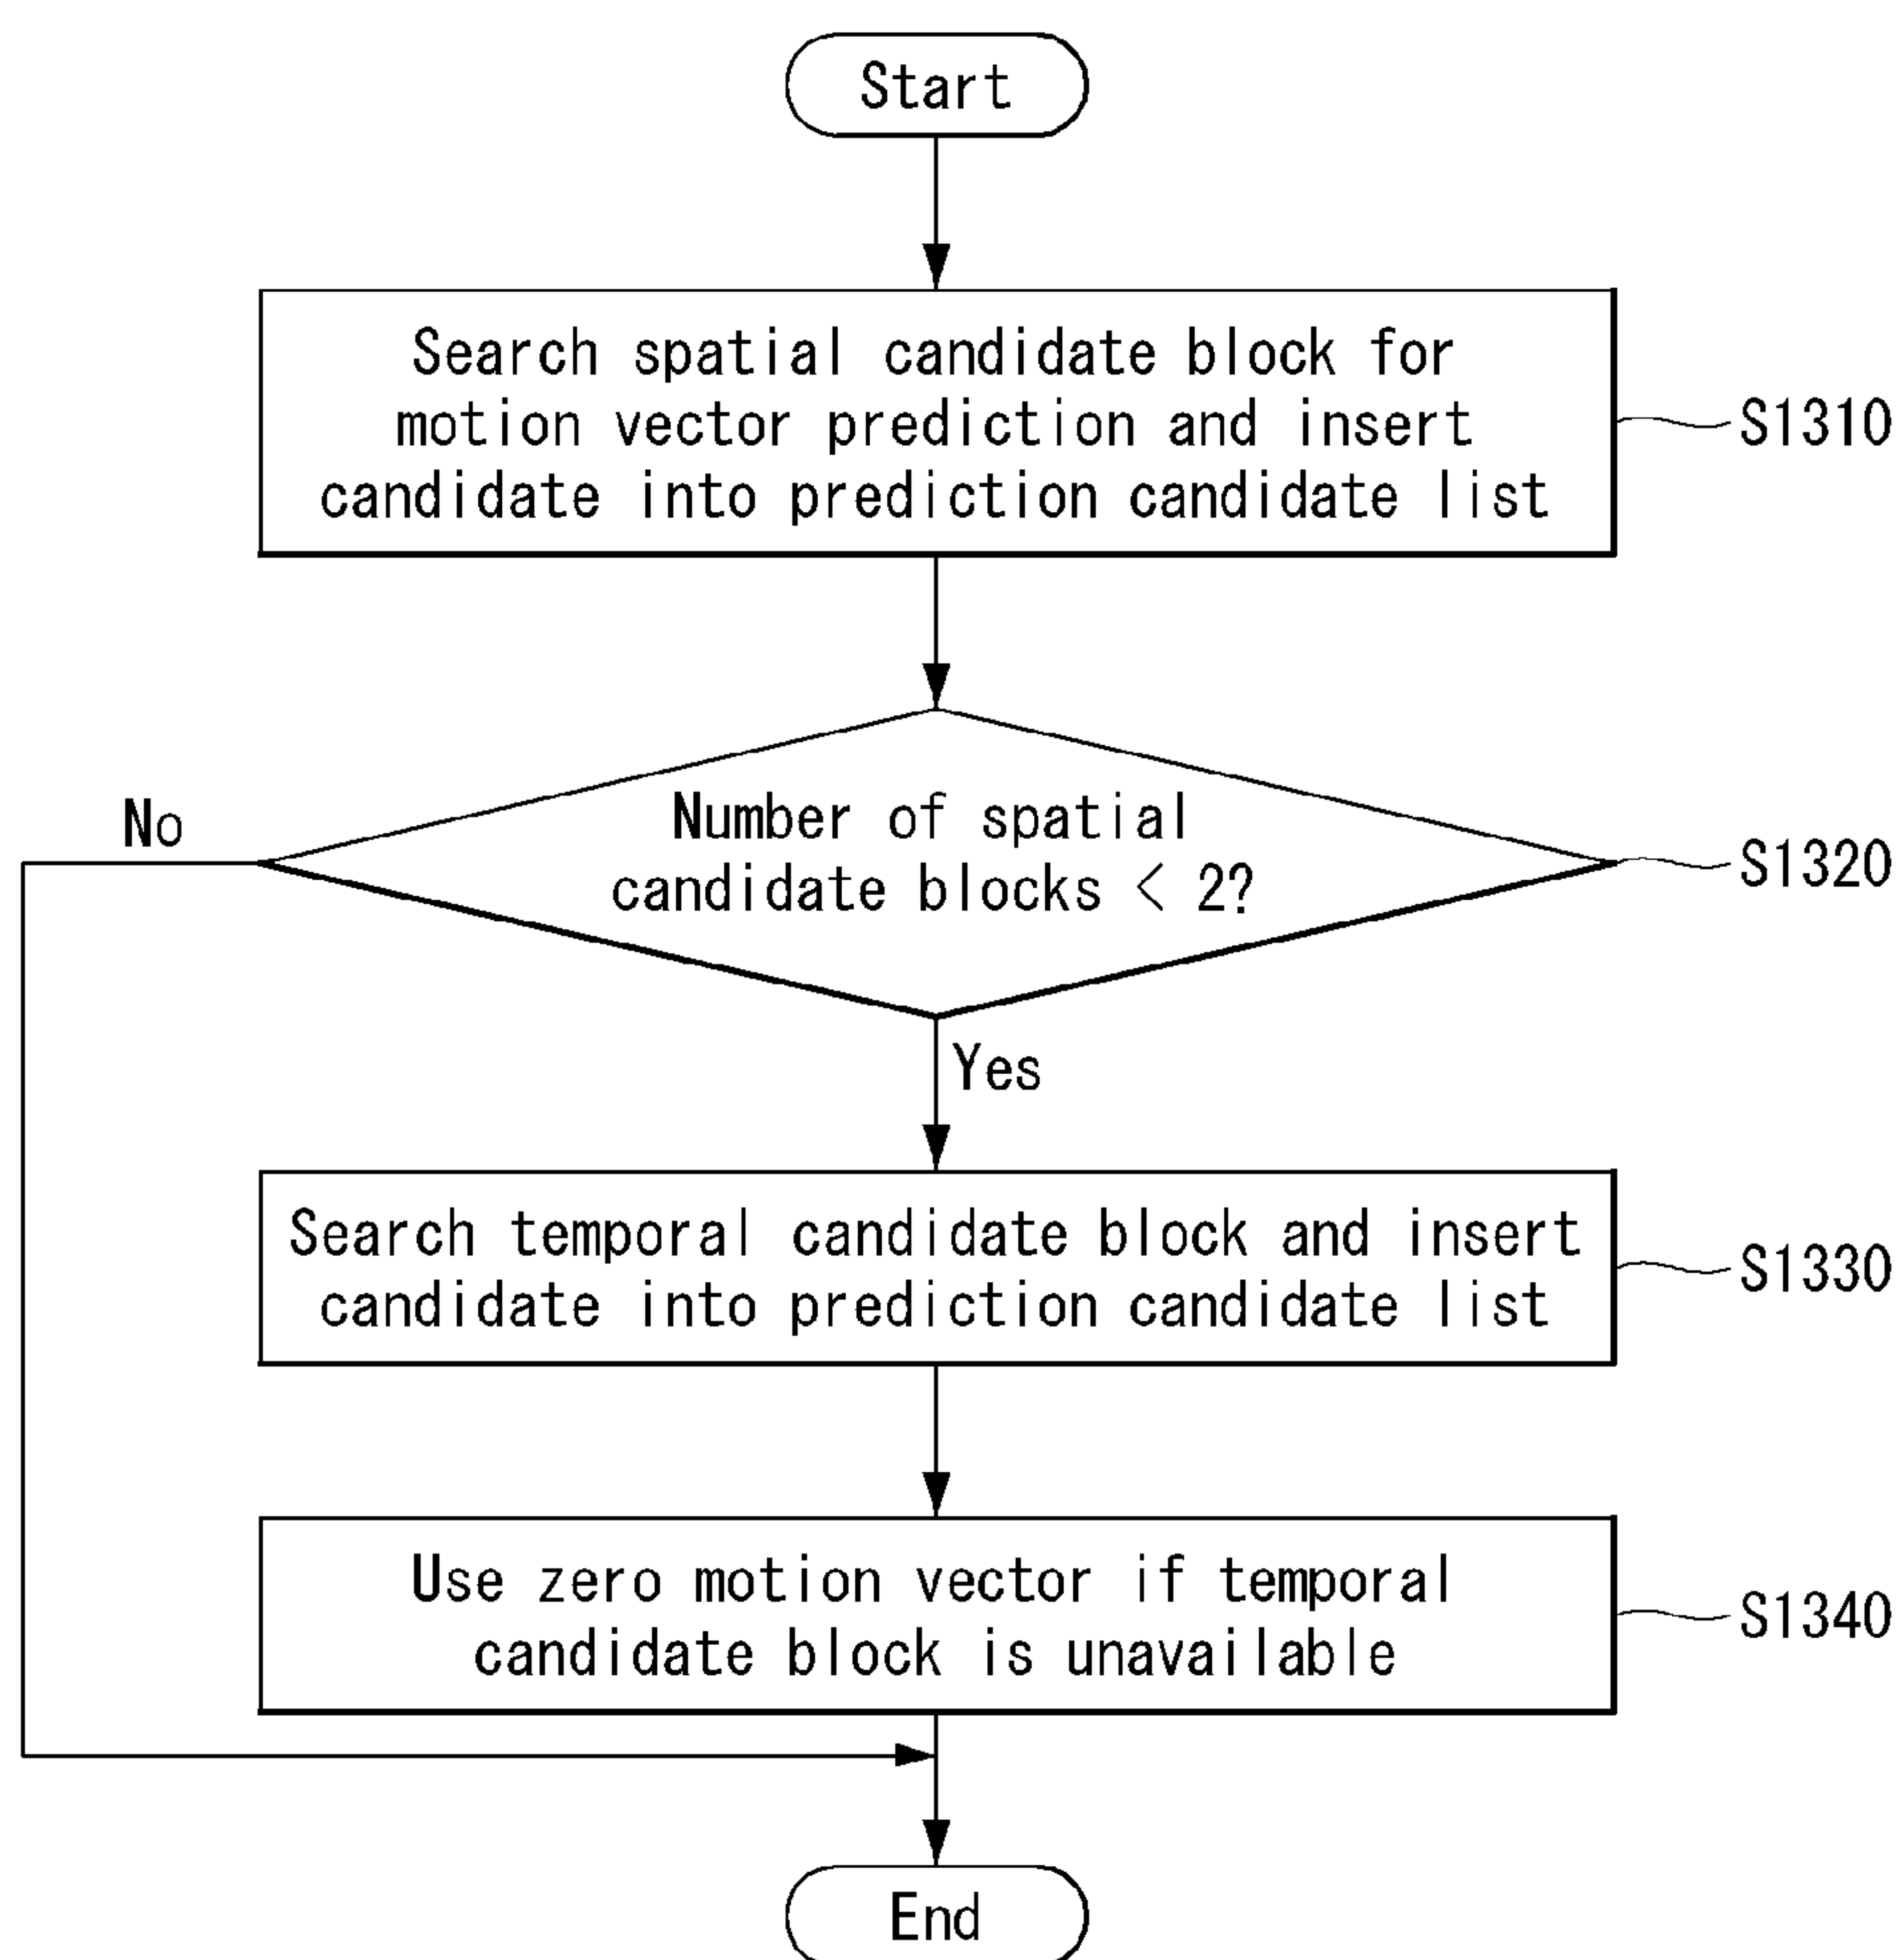 Start
Search spatial candidate block for
motion vector prediction and insert
candidate into prediction candidate list
S1310
No
Number of spatial
candidate blocks < 2?
S1320
Yes
Search temporal candidate block and insert
candidate into prediction candidate list
S1330
Use zero motion vector if temporal
candidate block is unavailable
S1340
End